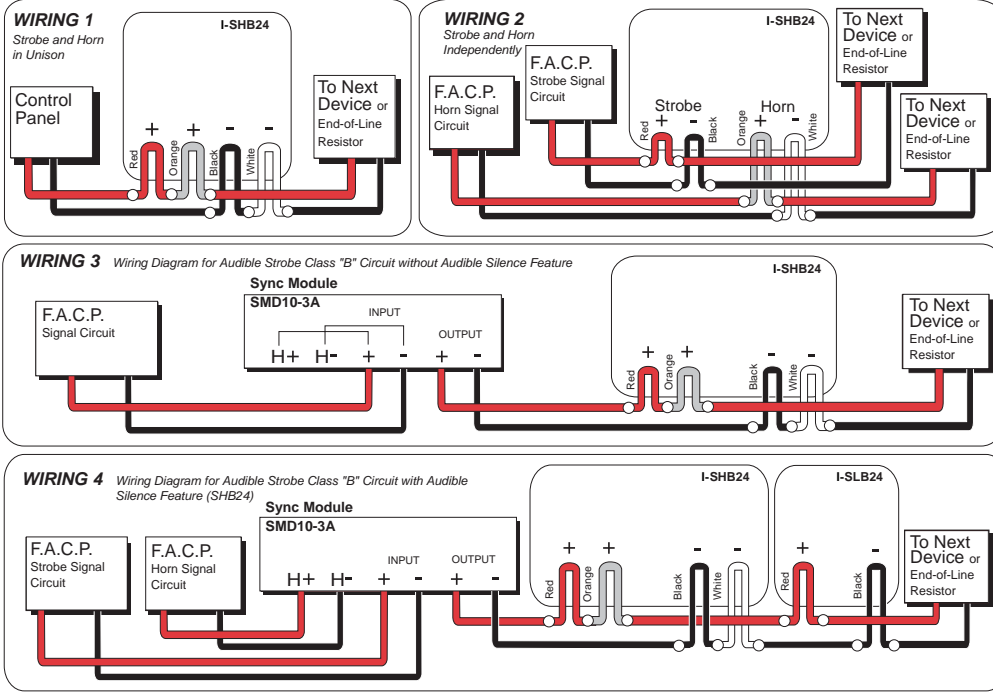 WIRING 1
Strobe and Horn
in Unison
I-SHB24
Control
Panel
To Next
Device or
End-of-Line
Resistor
+ + - -
Red
Orange
Black
White
WIRING 2
Strobe and Horn
Independently
I-SHB24
F.A.C.P.
Horn Signal
Circuit
F.A.C.P.
Strobe Signal
Circuit
Strobe
Horn
+ - + -
Red
Black
Orange
White
To Next
Device or
End-of-Line
Resistor
To Next
Device or
End-of-Line
Resistor
WIRING 3 Wiring Diagram for Audible Strobe Class "B" Circuit without Audible Silence Feature
F.A.C.P.
Signal Circuit
Sync Module
SMD10-3A
INPUT
OUTPUT
H+ H- + - + -
I-SHB24
+ + - -
Red
Orange
Black
White
To Next
Device or
End-of-Line
Resistor
WIRING 4 Wiring Diagram for Audible Strobe Class "B" Circuit with Audible
Silence Feature (SHB24)
F.A.C.P.
Strobe Signal
Circuit
F.A.C.P.
Horn Signal
Circuit
Sync Module
SMD10-3A
INPUT
OUTPUT
H+ H- + - + -
I-SHB24
+ + - -
Red
Orange
Black
White
I-SLB24
+ -
Red
Black
To Next
Device or
End-of-Line
Resistor